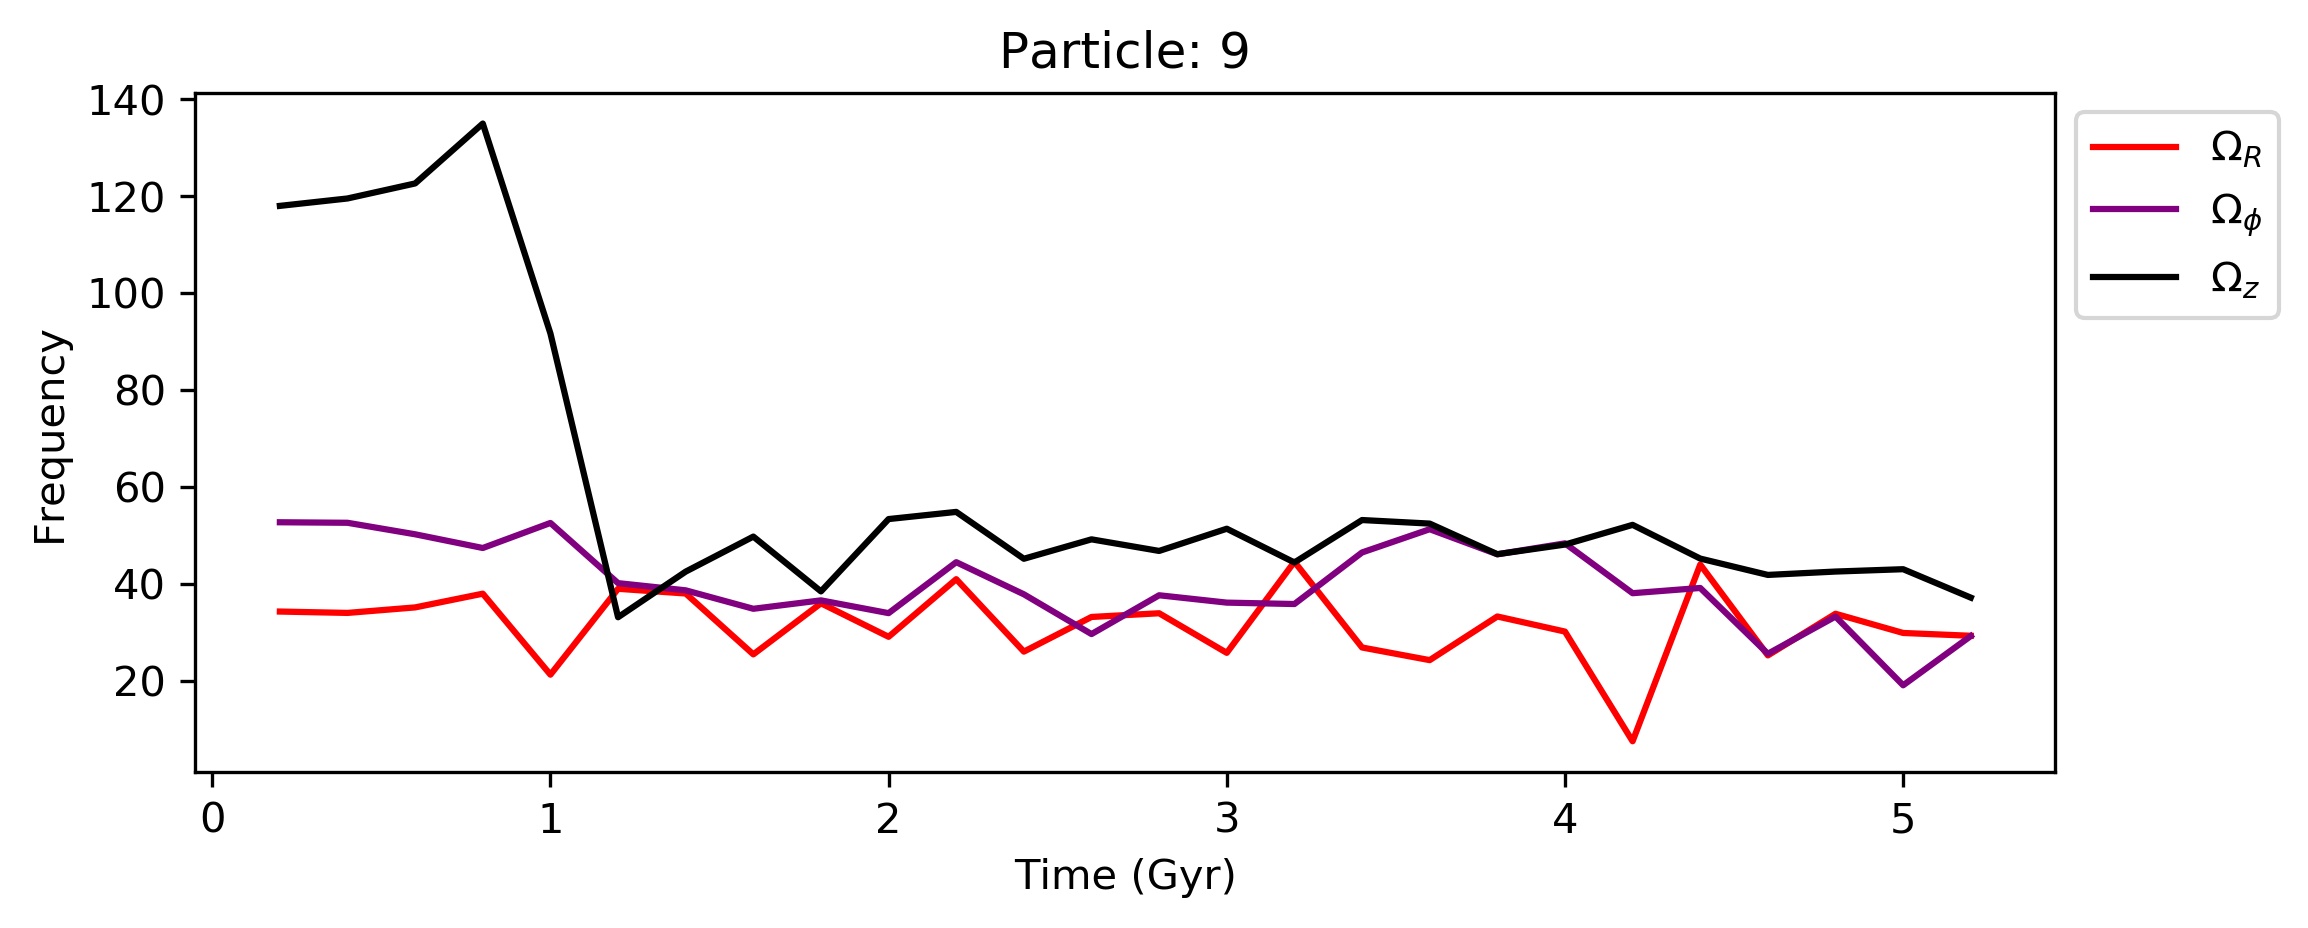 Particle: 9
140
120
100
80
60
40
20
Frequency
0 1 2 3 4 5
Time (Gyr)
Ω_R
Ω_ϕ
Ω_z